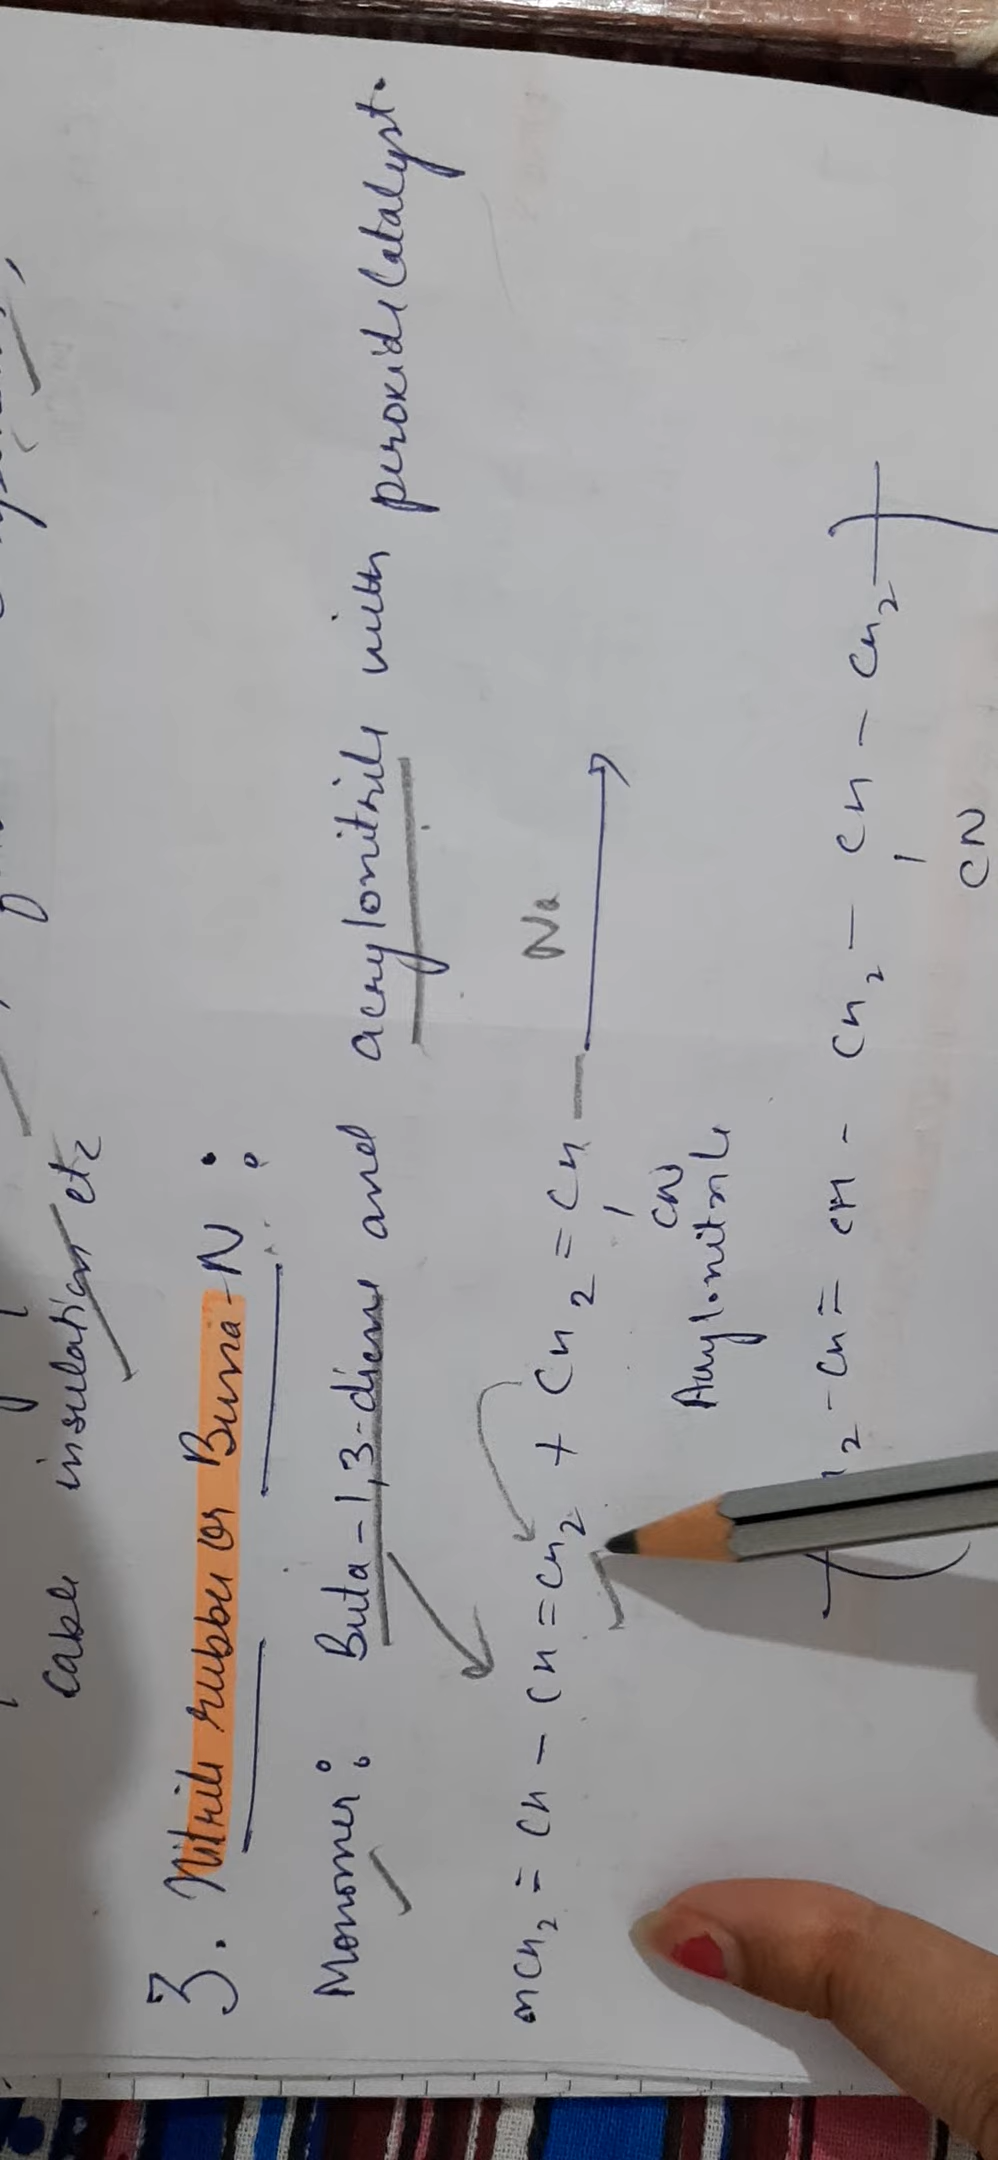 cable insulation etc
3. Nitrile rubber or Buna-N :
Monomer : Buta-1,3-diene and acrylonitrile with peroxide catalyst.
nCH2 = CH - CH = CH2 + CH2 = CH
Na
CN
Acrylonitrile
2 - CH = CH - CH2 - CH - CH2
CN